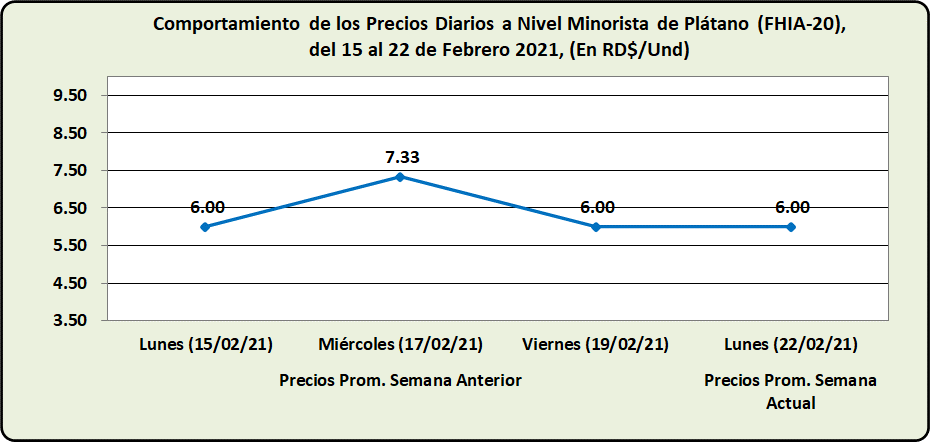 Comportamiento de los Precios Diarios a Nivel Minorista de Plátano (FHIA-20),
del 15 al 22 de Febrero 2021, (En RD$/Und)
9.50
8.50
7.50
6.50
5.50
4.50
3.50
6.00
7.33
6.00
6.00
Lunes (15/02/21)
Miércoles (17/02/21)
Viernes (19/02/21)
Lunes (22/02/21)
Precios Prom. Semana Anterior
Precios Prom. Semana
Actual